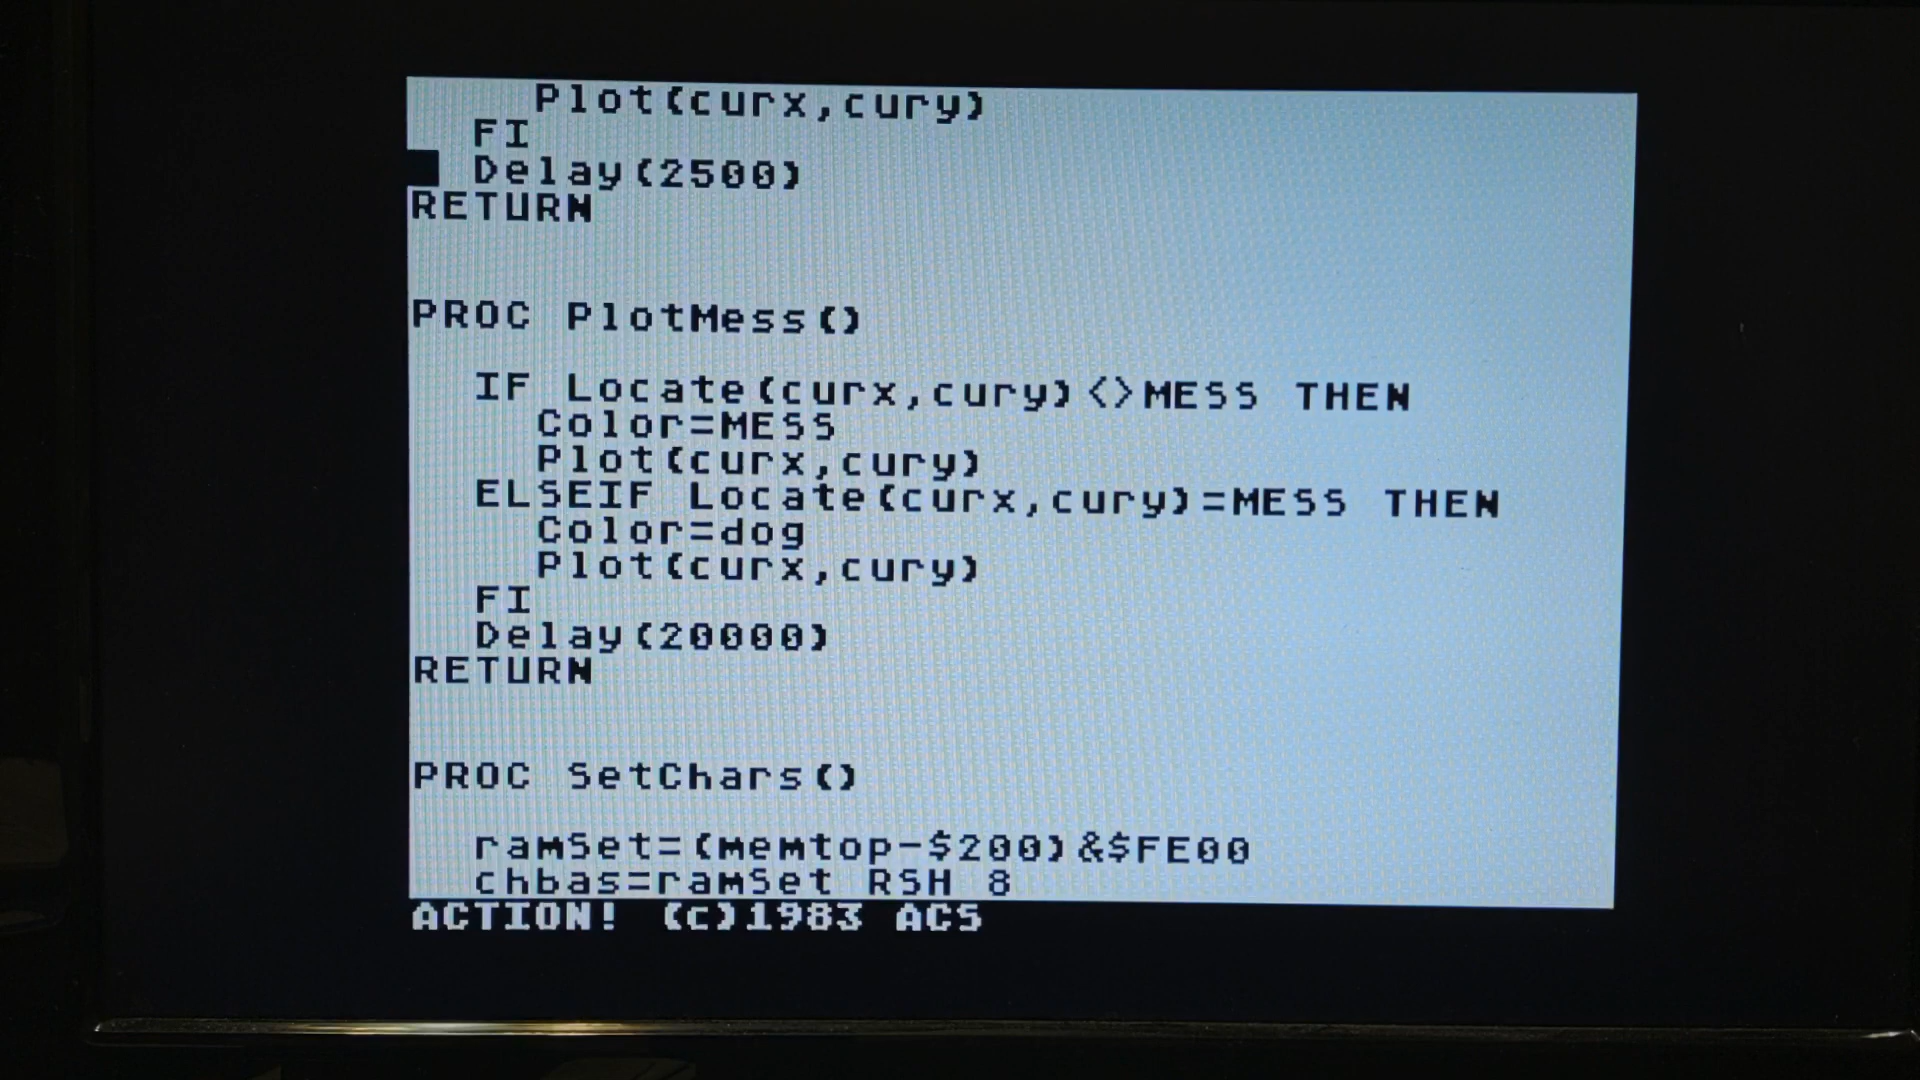 Plot(curx,cury)
FI
Delay(2500)
RETURN
PROC PlotMess()
IF Locate(curx,cury)<>MESS THEN
Color=MESS
Plot(curx,cury)
ELSEIF Locate(curx,cury)=MESS THEN
Color=dog
Plot(curx,cury)
FI
Delay(20000)
RETURN
PROC SetChars()
ramSet=(memtop-$200)&$FE00
chbas=ramSet RSH 8
ACTION! (c)1983 ACS